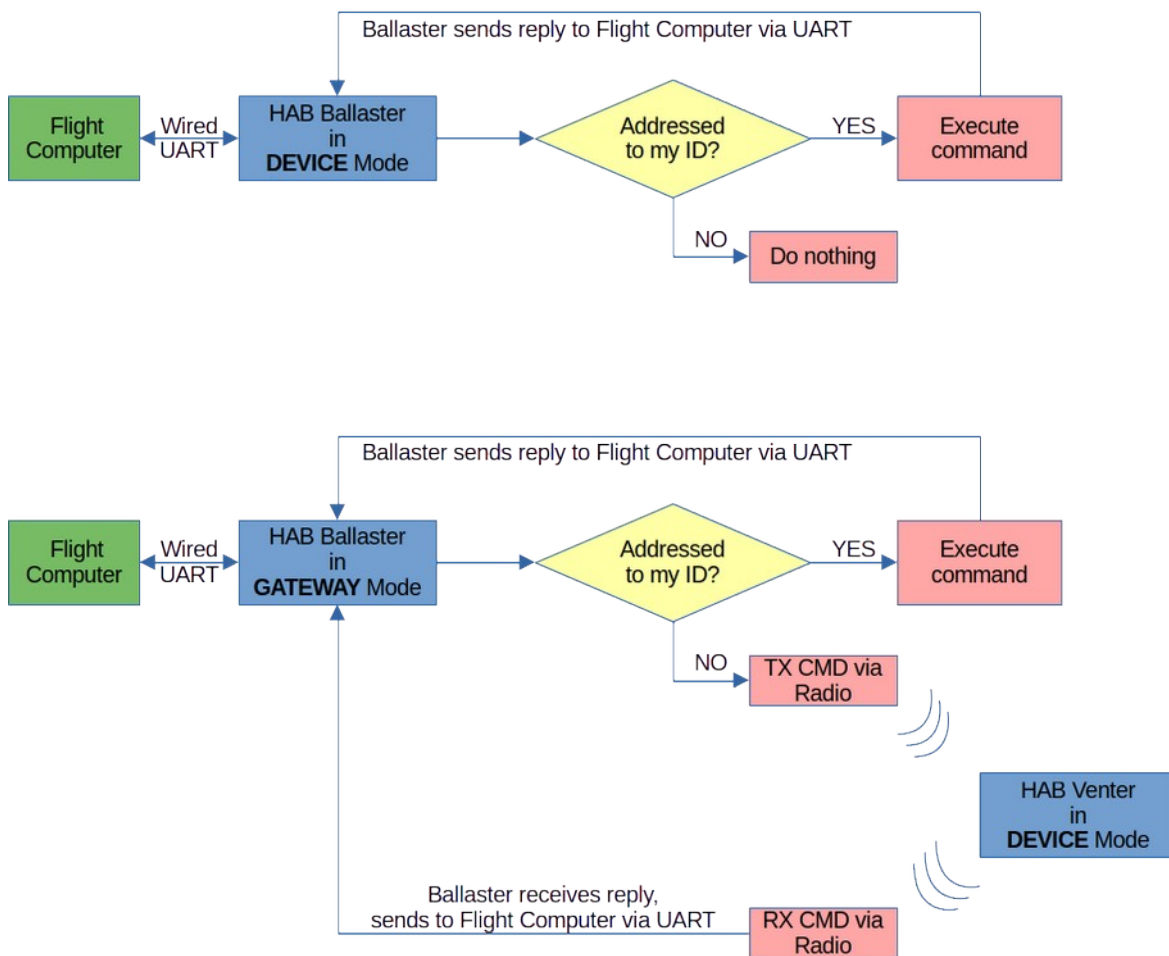 Ballaster sends reply to Flight Computer via UART
Flight
Computer
Wired
UART
HAB Ballaster
in
DEVICE Mode
Addressed
to my ID?
YES
Execute
command
NO
Do nothing
Ballaster sends reply to Flight Computer via UART
Flight
Computer
Wired
UART
HAB Ballaster
in
GATEWAY Mode
Addressed
to my ID?
YES
Execute
command
NO
TX CMD via
Radio
HAB Venter
in
DEVICE Mode
Ballaster receives reply,
sends to Flight Computer via UART
RX CMD via
Radio